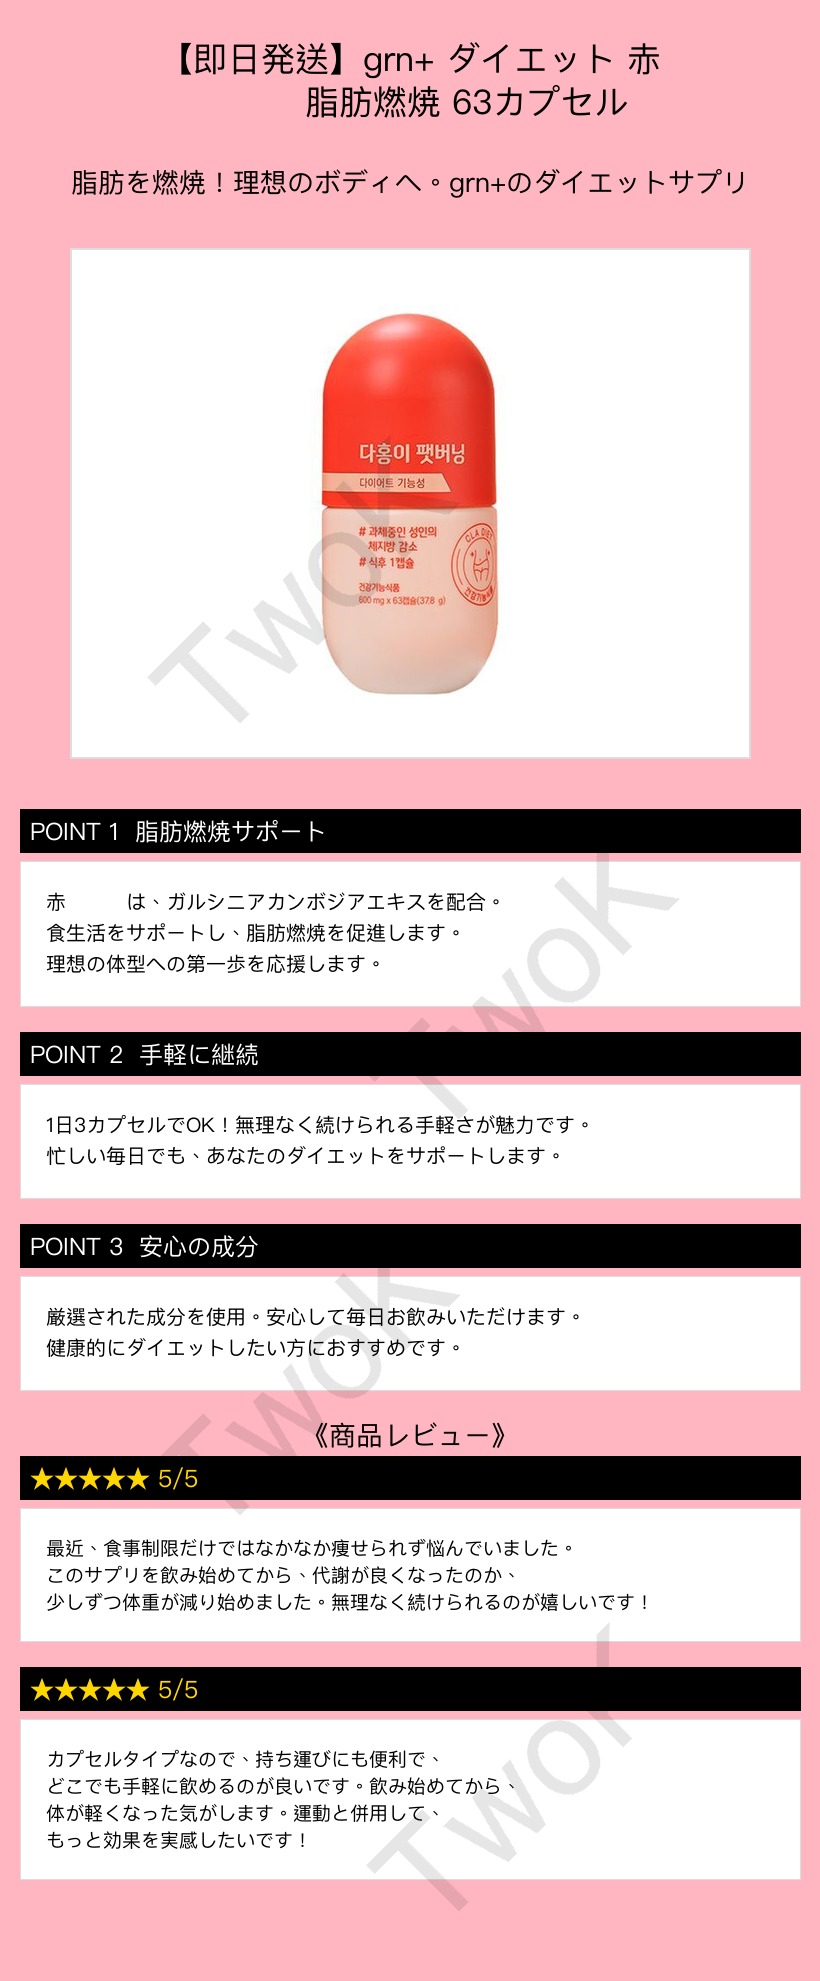 【即日発送】grn+ ダイエット 赤
脂肪燃焼 63カプセル
脂肪を燃焼！理想のボディへ。grn+のダイエットサプリ
다홍이 팻버닝
다이어트 기능성
# 과체중인 성인의
체지방 감소
# 식후 1캡슐
건강기능식품
600 mg x 63캡슐(37.8 g)
CLA DIET
건강기능식품
POINT 1 脂肪燃焼サポート
赤　　　は、ガルシニアカンボジアエキスを配合。
食生活をサポートし、脂肪燃焼を促進します。
理想の体型への第一歩を応援します。
POINT 2 手軽に継続
1日3カプセルでOK！無理なく続けられる手軽さが魅力です。
忙しい毎日でも、あなたのダイエットをサポートします。
POINT 3 安心の成分
厳選された成分を使用。安心して毎日お飲みいただけます。
健康的にダイエットしたい方におすすめです。
《商品レビュー》
★★★★★ 5/5
最近、食事制限だけではなかなか痩せられず悩んでいました。
このサプリを飲み始めてから、代謝が良くなったのか、
少しずつ体重が減り始めました。無理なく続けられるのが嬉しいです！
★★★★★ 5/5
カプセルタイプなので、持ち運びにも便利で、
どこでも手軽に飲めるのが良いです。飲み始めてから、
体が軽くなった気がします。運動と併用して、
もっと効果を実感したいです！
TwoK
TwoK
TwoK
TwoK